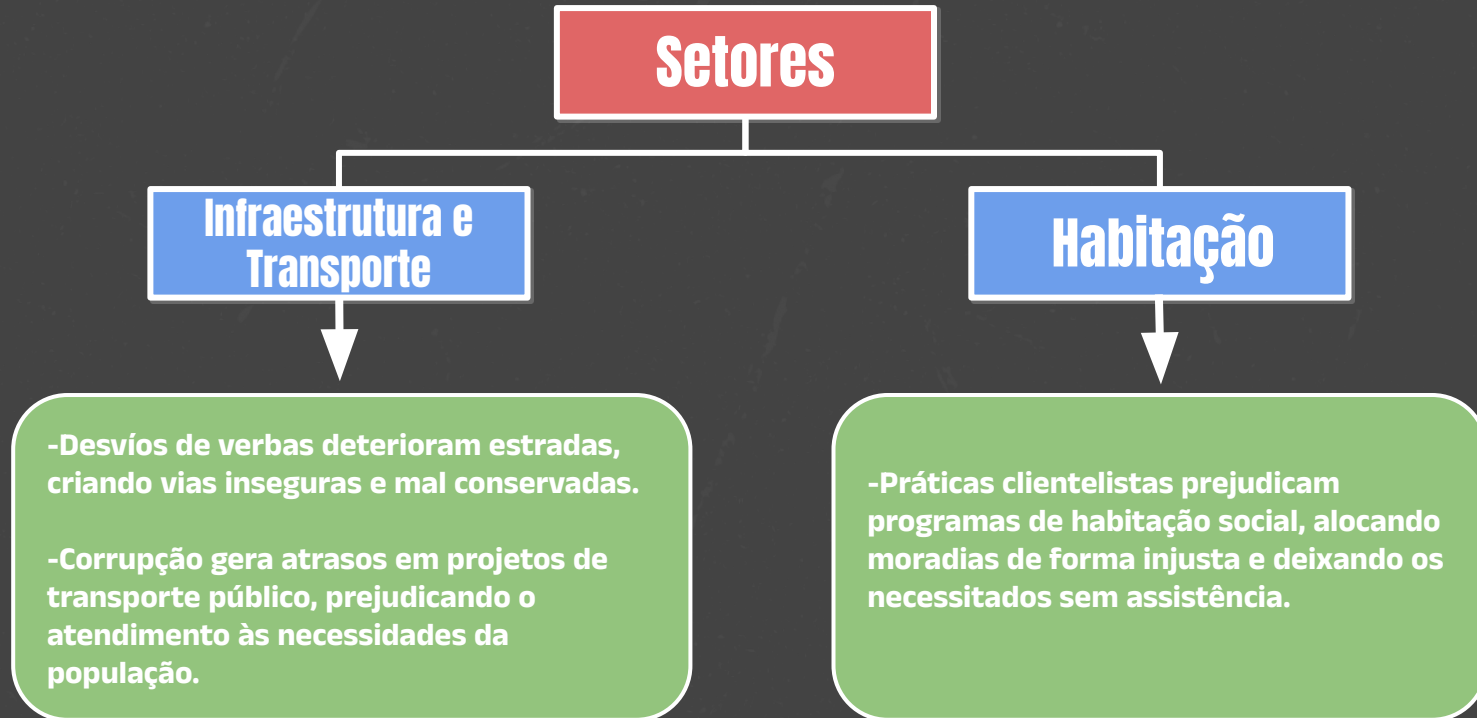 Setores
Infraestrutura e
Transporte
Habitação
-Desvíos de verbas deterioram estradas,
criando vias inseguras e mal conservadas.
-Corrupção gera atrasos em projetos de
transporte público, prejudicando o
atendimento às necessidades da
população.
-Práticas clientelistas prejudicam
programas de habitação social, alocando
moradias de forma injusta e deixando os
necessitados sem assistência.